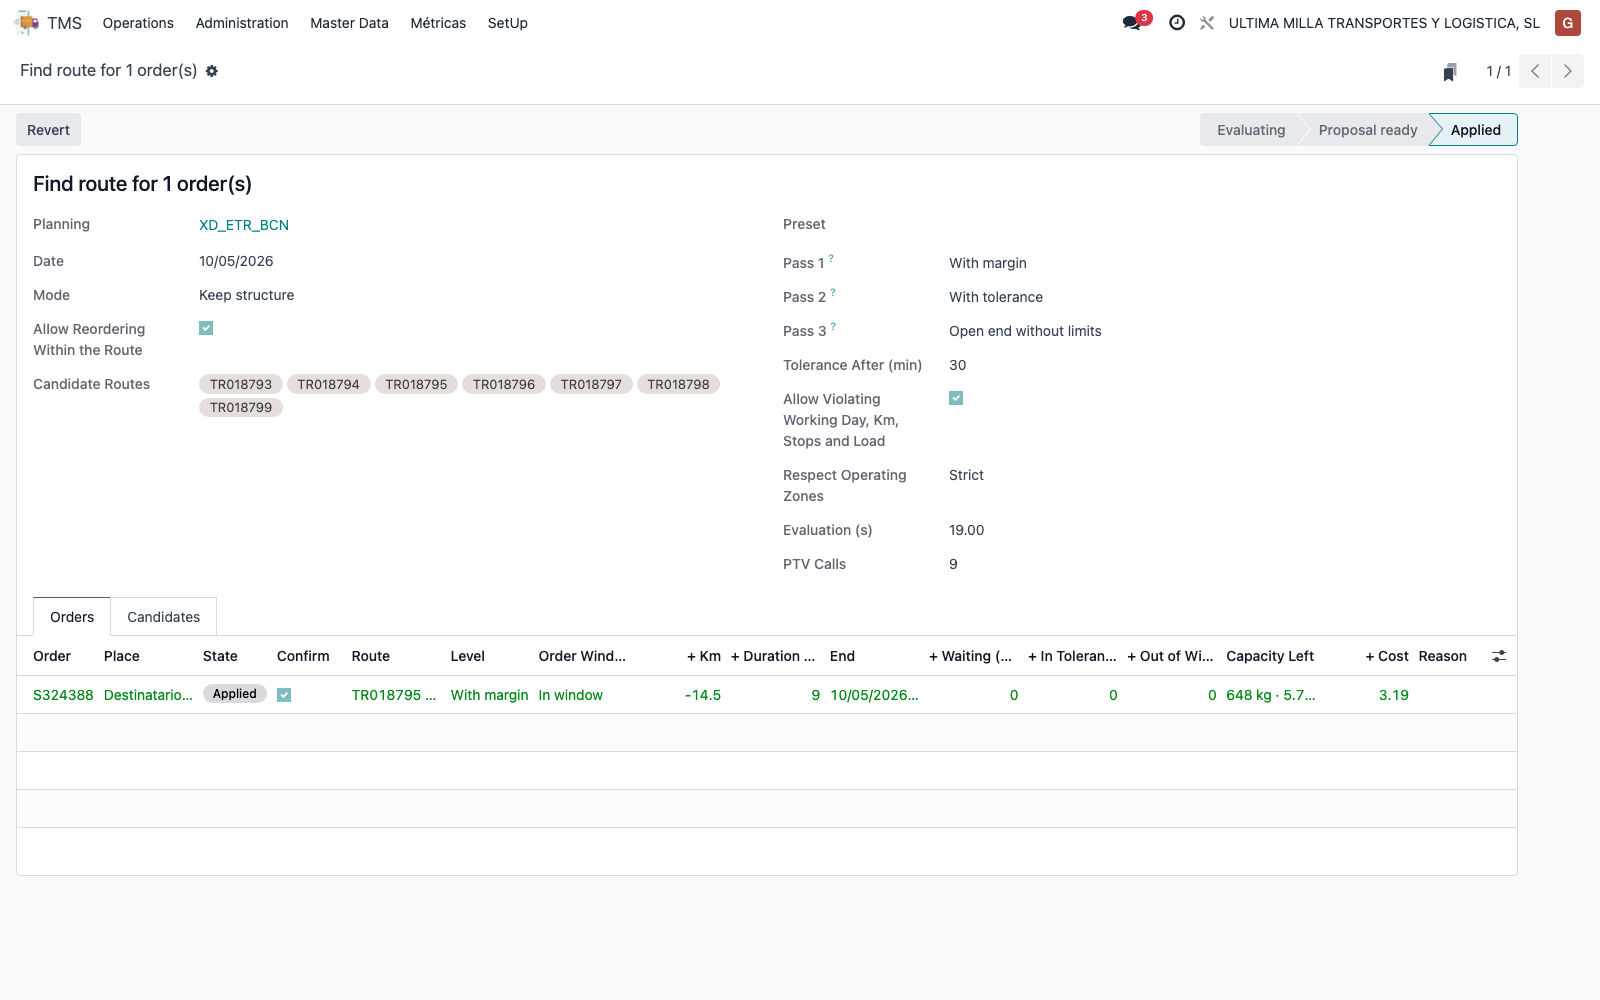 TMS Operations Administration Master Data Métricas SetUp 3 ULTIMA MILLA TRANSPORTES Y LOGISTICA, SL G
Find route for 1 order(s) 1 / 1
Revert Evaluating Proposal ready Applied
Find route for 1 order(s)
Planning XD_ETR_BCN
Date 10/05/2026
Mode Keep structure
Allow Reordering
Within the Route
Candidate Routes TR018793 TR018794 TR018795 TR018796 TR018797 TR018798
TR018799
Preset
Pass 1 ? With margin
Pass 2 ? With tolerance
Pass 3 ? Open end without limits
Tolerance After (min) 30
Allow Violating
Working Day, Km,
Stops and Load
Respect Operating Strict
Zones
Evaluation (s) 19.00
PTV Calls 9
Orders Candidates
Order Place State Confirm Route Level Order Wind... + Km + Duration ... End + Waiting (... + In Toleran... + Out of Wi... Capacity Left + Cost Reason
S324388 Destinatario... Applied TR018795 ... With margin In window -14.5 9 10/05/2026... 0 0 0 648 kg · 5.7... 3.19